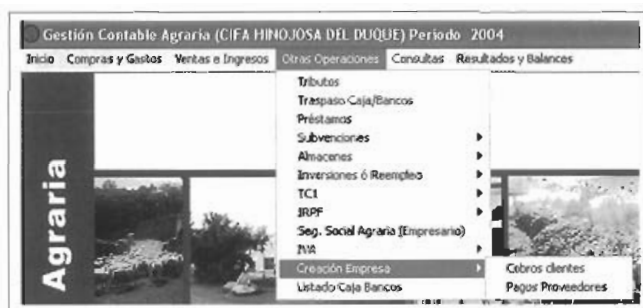 Gestión Contable Agraria (CIFA HINOJOSA DEL DUQUE) Periodo 2004
Inicio Compras y Gastos Ventas e Ingresos Otras Operaciones Consultas Resultados y Balances
Tributos
Traspaso Caja/Bancos
Préstamos
Subvenciones
Almacenes
Inversiones ó Reempleo
TC1
IRPF
Seg. Social Agraria (Empresario)
IVA
Creación Empresa
Cobros clientes
Listado Caja Bancos
Pagos Proveedores
Agraria